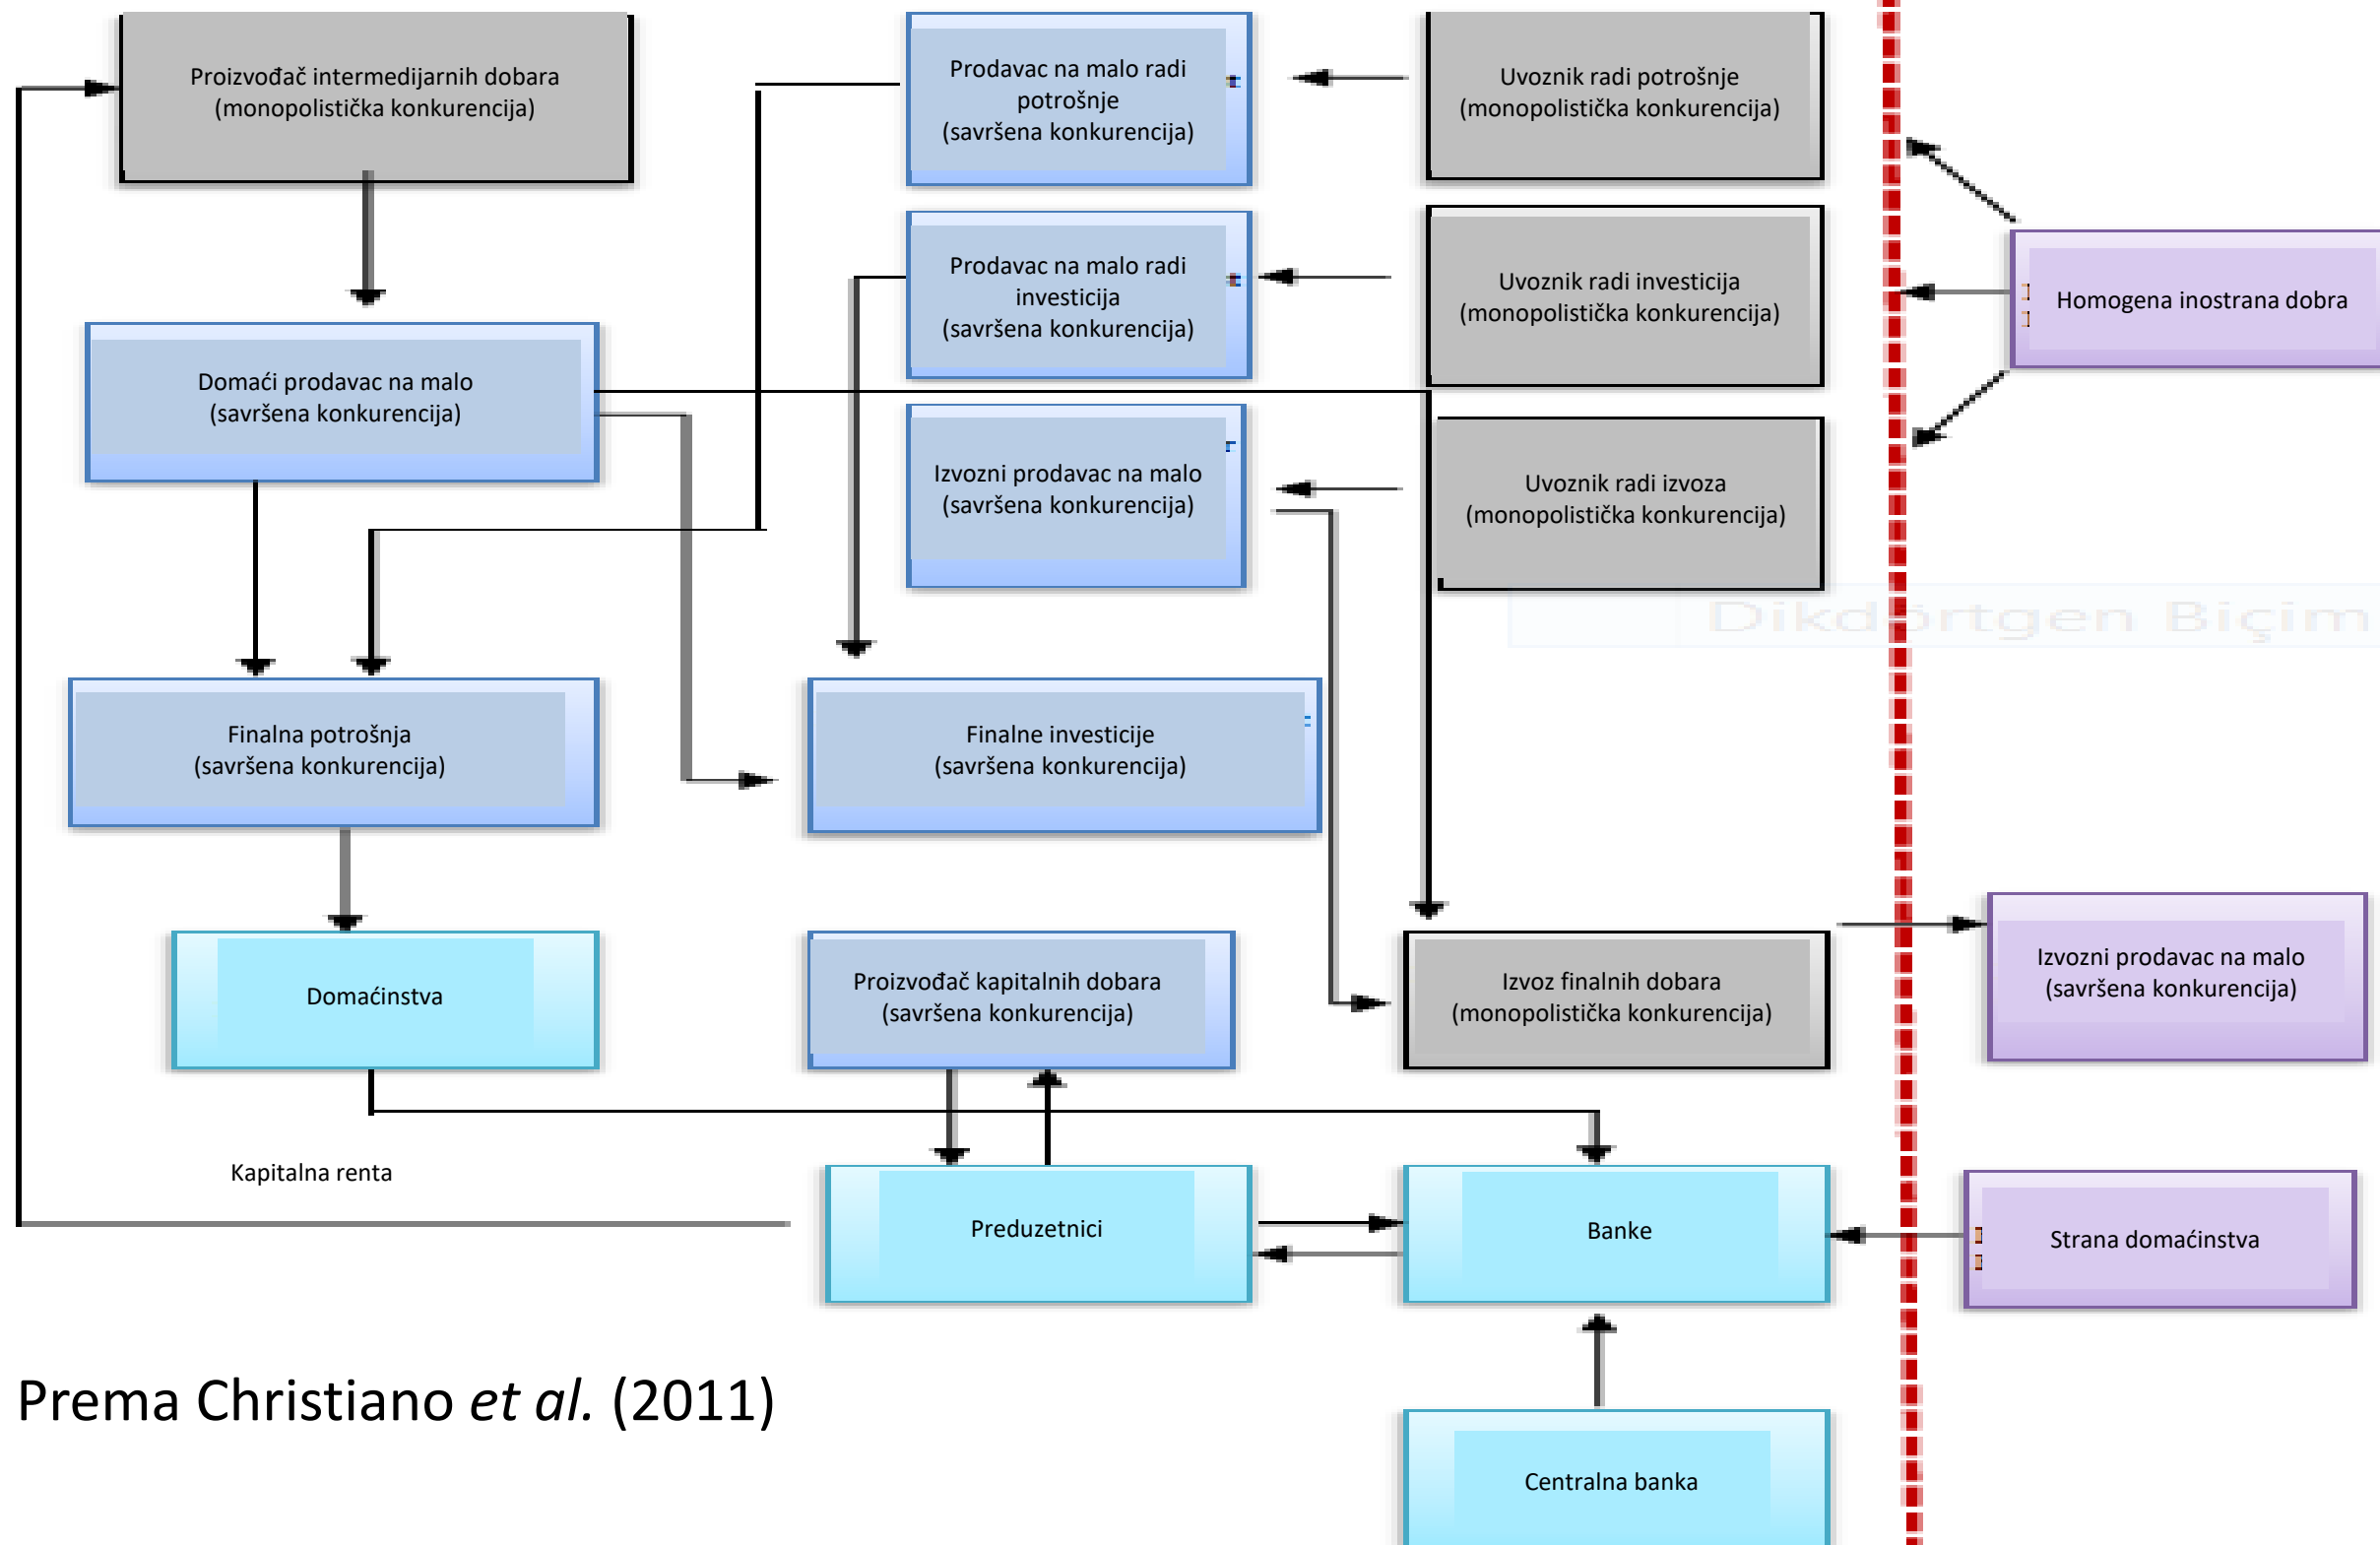 Proizvođač intermedijarnih dobara
(monopolistička konkurencija)
Prodavac na malo radi
potrošnje
(savršena konkurencija)
Uvoznik radi potrošnje
(monopolistička konkurencija)
Prodavac na malo radi
investicija
(savršena konkurencija)
Uvoznik radi investicija
(monopolistička konkurencija)
Homogena inostrana dobra
Domaći prodavac na malo
(savršena konkurencija)
Izvozni prodavac na malo
(savršena konkurencija)
Uvoznik radi izvoza
(monopolistička konkurencija)
Dikdörtgen Biçim
Finalna potrošnja
(savršena konkurencija)
Finalne investicije
(savršena konkurencija)
Domaćinstva
Proizvođač kapitalnih dobara
(savršena konkurencija)
Izvoz finalnih dobara
(monopolistička konkurencija)
Izvozni prodavac na malo
(savršena konkurencija)
Kapitalna renta
Preduzetnici
Banke
Strana domaćinstva
Prema Christiano et al. (2011)
Centralna banka